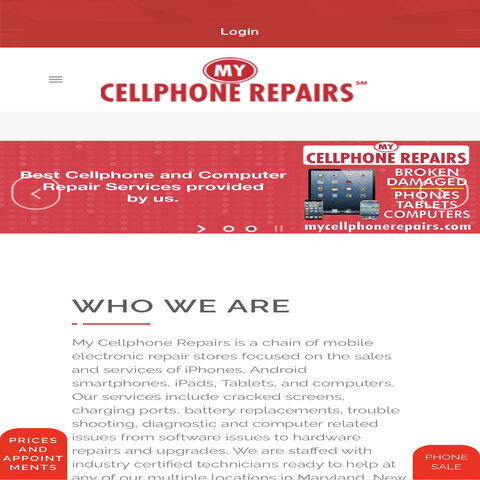 Login
MY
CELLPHONE REPAIRS℠
Best Cellphone and Computer
Repair Services provided
by us.
MY
CELLPHONE REPAIRS
BROKEN
DAMAGED
PHONES
TABLETS
COMPUTERS
mycellphonerepairs.com
WHO WE ARE
My Cellphone Repairs is a chain of mobile
electronic repair stores focused on the sales
and services of iPhones, Android
smartphones, iPads, Tablets, and computers.
Our services include cracked screens,
charging ports, battery replacements, trouble
shooting, diagnostic and computer related
issues from software issues to hardware
repairs and upgrades. We are staffed with
industry certified technicians ready to help at
any of our multiple locations in Maryland, New
PRICES
AND
APPOINT
MENTS
PHONE
SALE